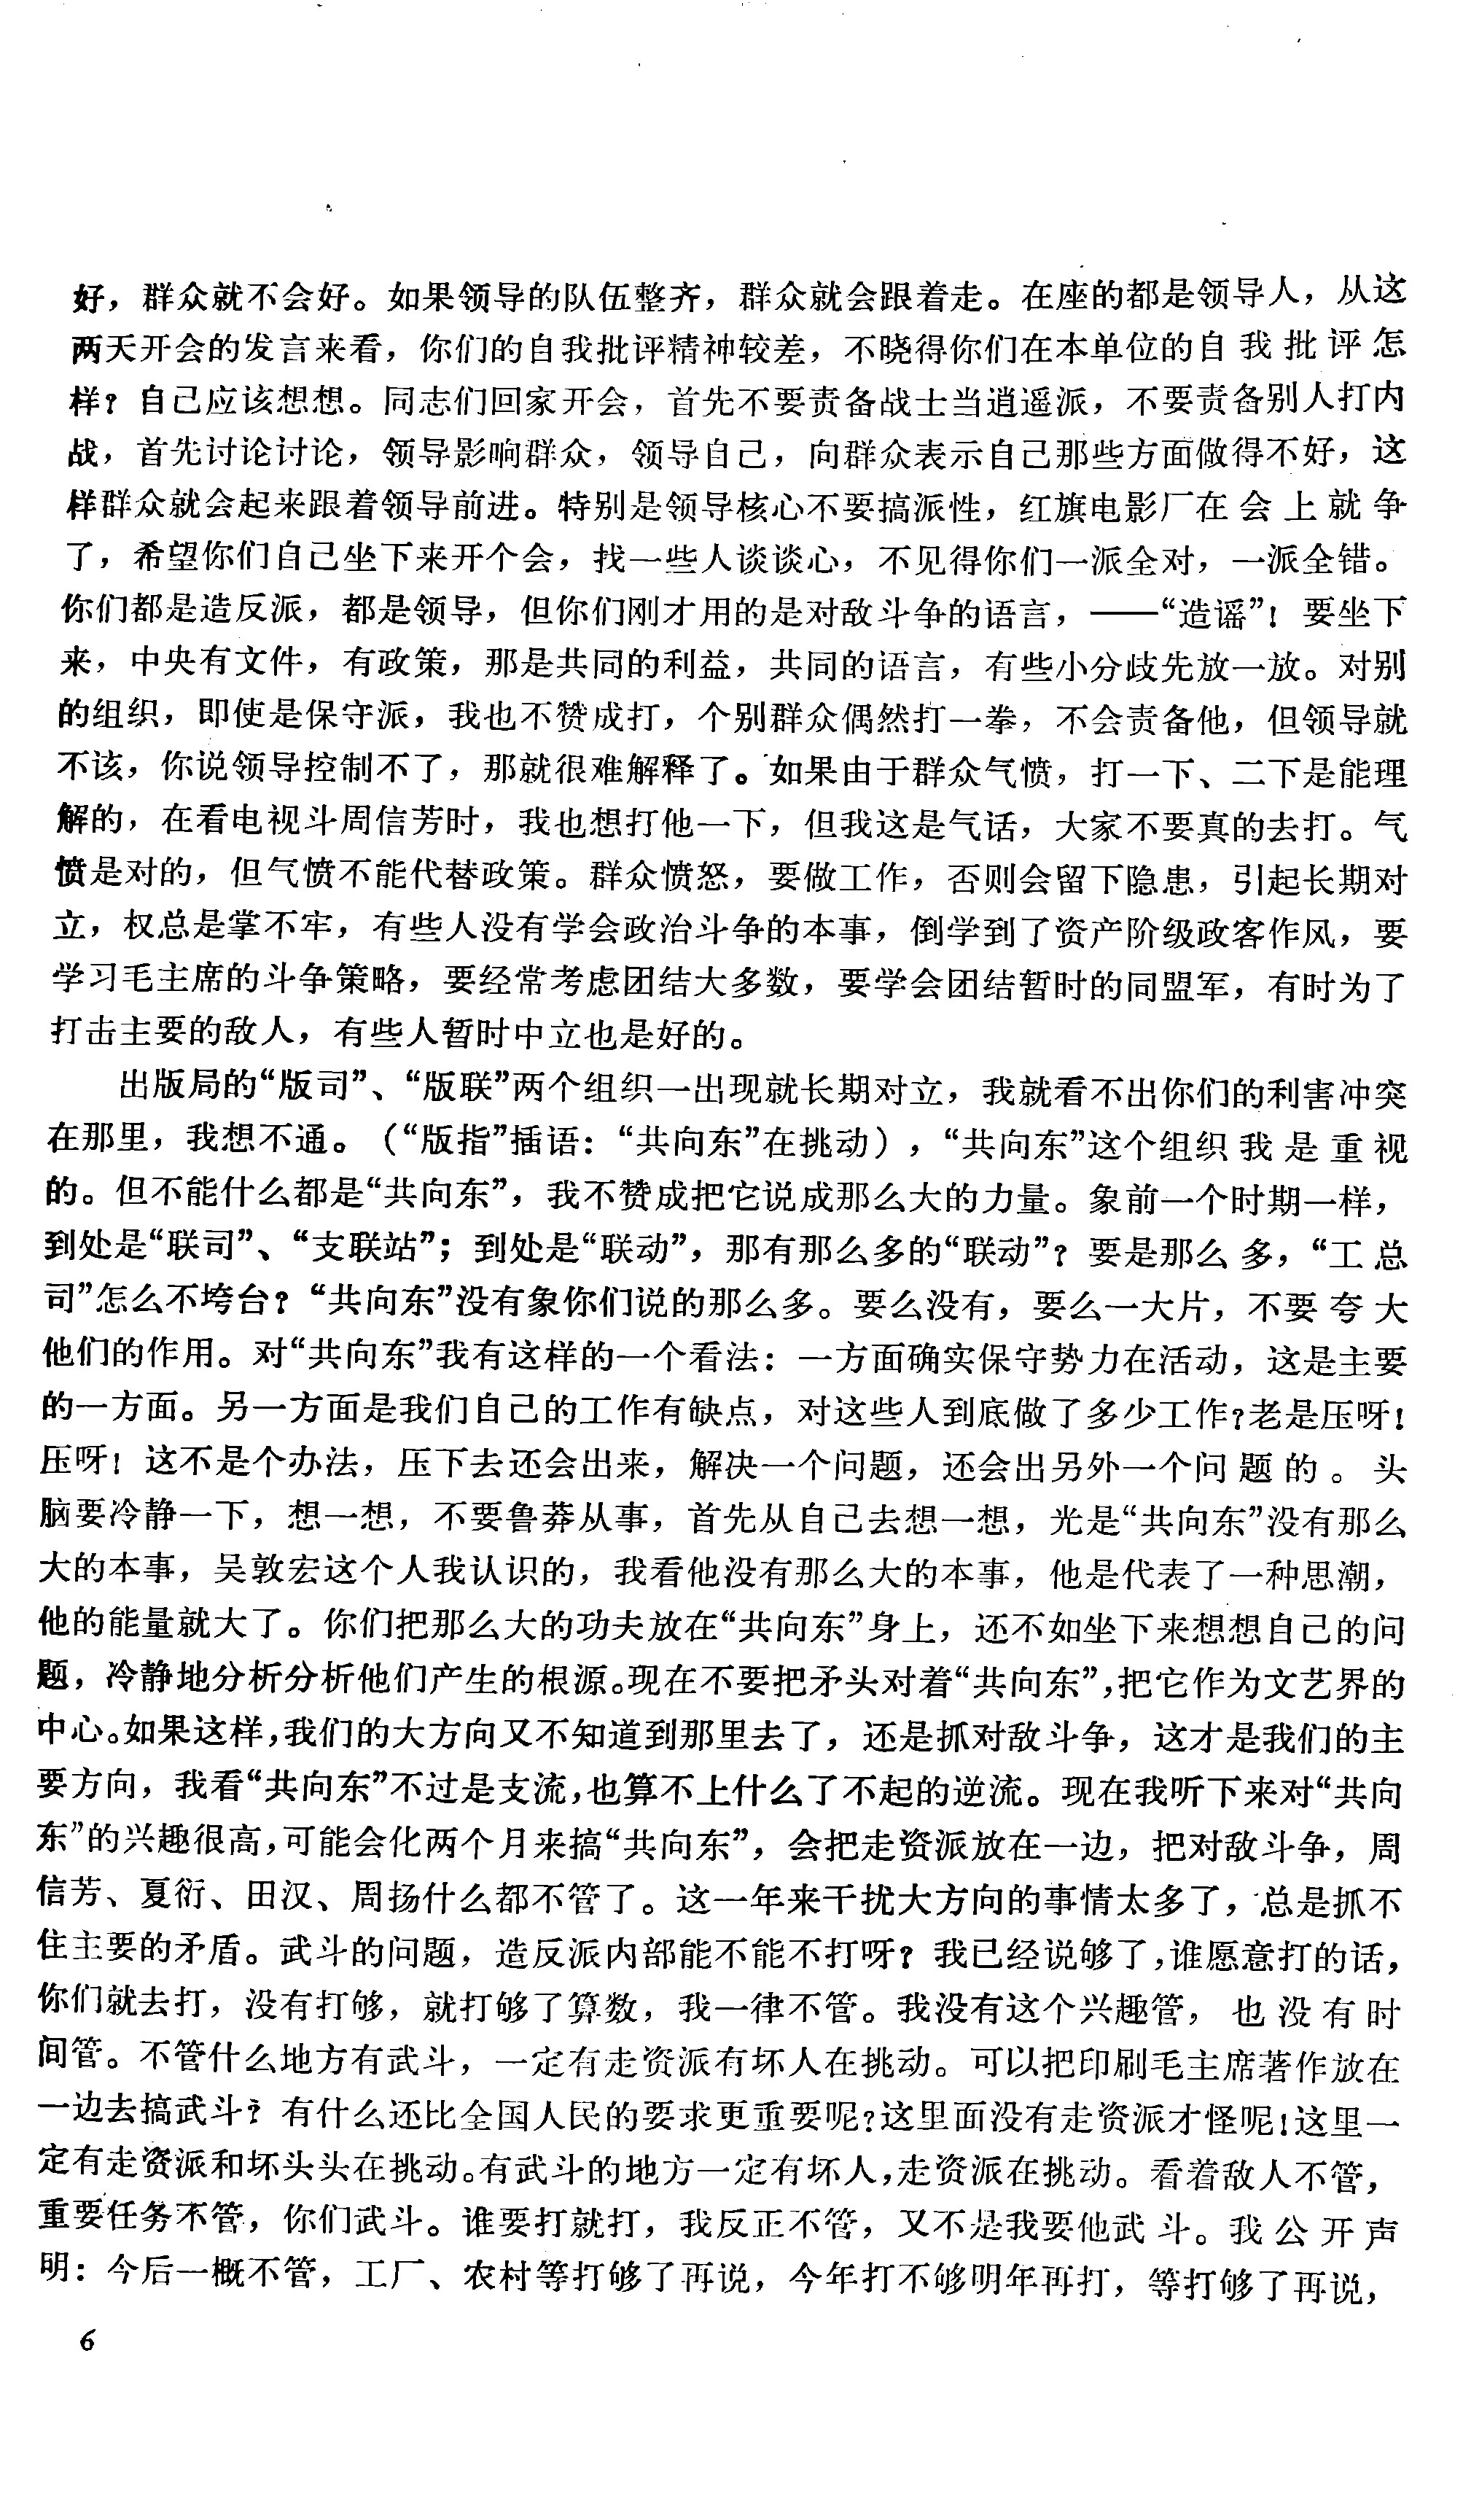 好，群众就不会好。如果领导的队伍整齐，群众就会跟着走。在座的都是领导人，从这
两天开会的发言来看，你们的自我批评精神较差，不晓得你们在本单位的自我批评怎
样？自己应该想想。同志们回家开会，首先不要责备战士当逍遥派，不要责备别人打内
战，首先讨论讨论，领导影响群众，领导自己，向群众表示自己那些方面做得不好，这
样群众就会起来跟着领导前进。特别是领导核心不要搞派性，红旗电影厂在会上就争
了，希望你们自己坐下来开个会，找一些人谈谈心，不见得你们一派全对，一派全错。
你们都是造反派，都是领导，但你们刚才用的是对敌斗争的语言，——“造谣”！要坐下
来，中央有文件，有政策，那是共同的利益，共同的语言，有些小分歧先放一放。对别
的组织，即使是保守派，我也不赞成打，个别群众偶然打一拳，不会责备他，但领导就
不该，你说领导控制不了，那就很难解释了。如果由于群众气愤，打一下、二下是能理
解的，在看电视斗周信芳时，我也想打他一下，但我这是气话，大家不要真的去打。气
愤是对的，但气愤不能代替政策。群众愤怒，要做工作，否则会留下隐患，引起长期对
立，权总是掌不牢，有些人没有学会政治斗争的本事，倒学到了资产阶级政客作风，要
学习毛主席的斗争策略，要经常考虑团结大多数，要学会团结暂时的同盟军，有时为了
打击主要的敌人，有些人暂时中立也是好的。
出版局的“版司”、“版联”两个组织一出现就长期对立，我就看不出你们的利害冲突
在那里，我想不通。（“版指”插语：“共向东”在挑动），“共向东”这个组织我是重视
的。但不能什么都是“共向东”，我不赞成把它说成那么大的力量。象前一个时期一样，
到处是“联司”、“支联站”；到处是“联动”，那有那么多的“联动”？要是那么多，“工总
司”怎么不垮台？“共向东”没有象你们说的那么多。要么没有，要么一大片，不要夸大
他们的作用。对“共向东”我有这样的一个看法：一方面确实保守势力在活动，这是主要
的一方面。另一方面是我们自己的工作有缺点，对这些人到底做了多少工作？老是压呀！
压呀！这不是个办法，压下去还会出来，解决一个问题，还会出另外一个问题的。头
脑要冷静一下，想一想，不要鲁莽从事，首先从自己去想一想，光是“共向东”没有那么
大的本事，吴敦宏这个人我认识的，我看他没有那么大的本事，他是代表了一种思潮，
他的能量就大了。你们把那么大的功夫放在“共向东”身上，还不如坐下来想想自己的问
题，冷静地分析分析他们产生的根源。现在不要把矛头对着“共向东”，把它作为文艺界的
中心。如果这样，我们的大方向又不知道到那里去了，还是抓对敌斗争，这才是我们的主
要方向，我看“共向东”不过是支流，也算不上什么了不起的逆流。现在我听下来对“共向
东”的兴趣很高，可能会化两个月来搞“共向东”，会把走资派放在一边，把对敌斗争，周
信芳、夏衍、田汉、周扬什么都不管了。这一年来干扰大方向的事情太多了，总是抓不
住主要的矛盾。武斗的问题，造反派内部能不能不打呀？我已经说够了，谁愿意打的话，
你们就去打，没有打够，就打够了算数，我一律不管。我没有这个兴趣管，也没有时
间管。不管什么地方有武斗，一定有走资派有坏人在挑动。可以把印刷毛主席著作放在
一边去搞武斗？有什么还比全国人民的要求更重要呢？这里面没有走资派才怪呢！这里一
定有走资派和坏头头在挑动。有武斗的地方一定有坏人，走资派在挑动。看着敌人不管，
重要任务不管，你们武斗。谁要打就打，我反正不管，又不是我要他武斗。我公开声
明：今后一概不管，工厂、农村等打够了再说，今年打不够明年再打，等打够了再说，
6